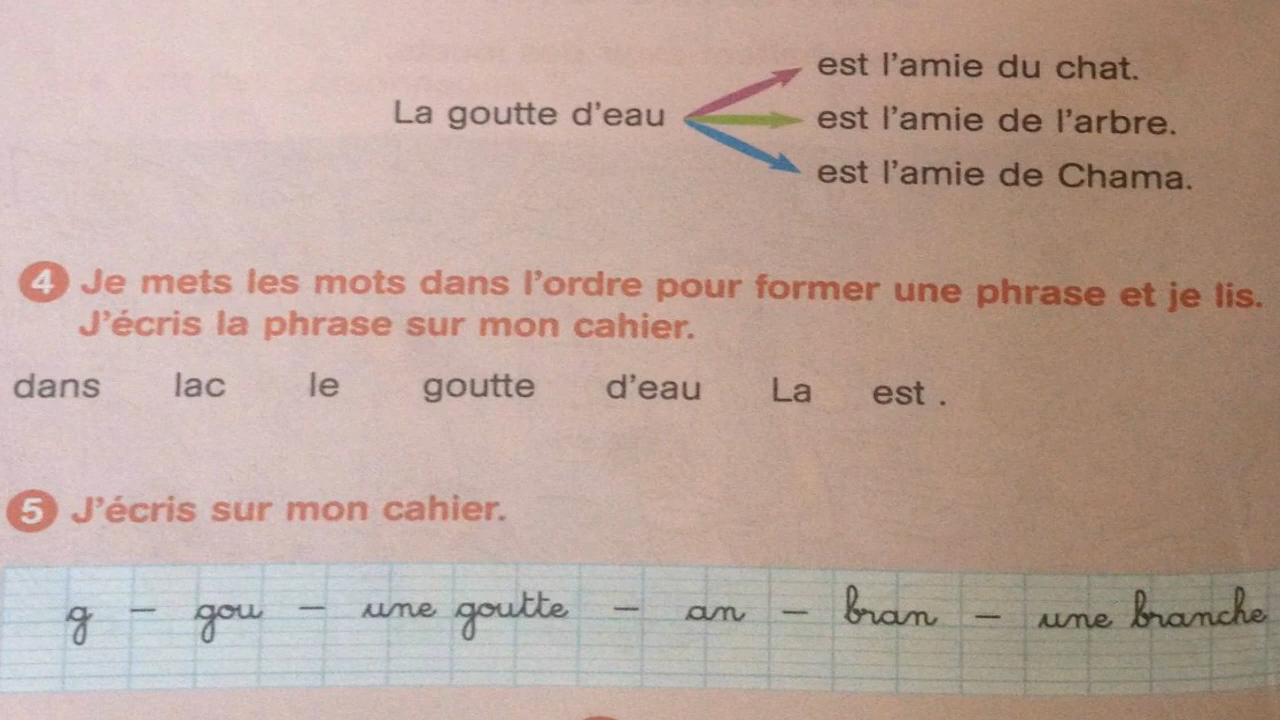 est l'amie du chat.
La goutte d'eau est l'amie de l'arbre.
est l'amie de Chama.
4 Je mets les mots dans l'ordre pour former une phrase et je lis.
J'écris la phrase sur mon cahier.
dans lac le goutte d'eau La est .
5 J'écris sur mon cahier.
g – gou – une goutte – an – bran – une branche